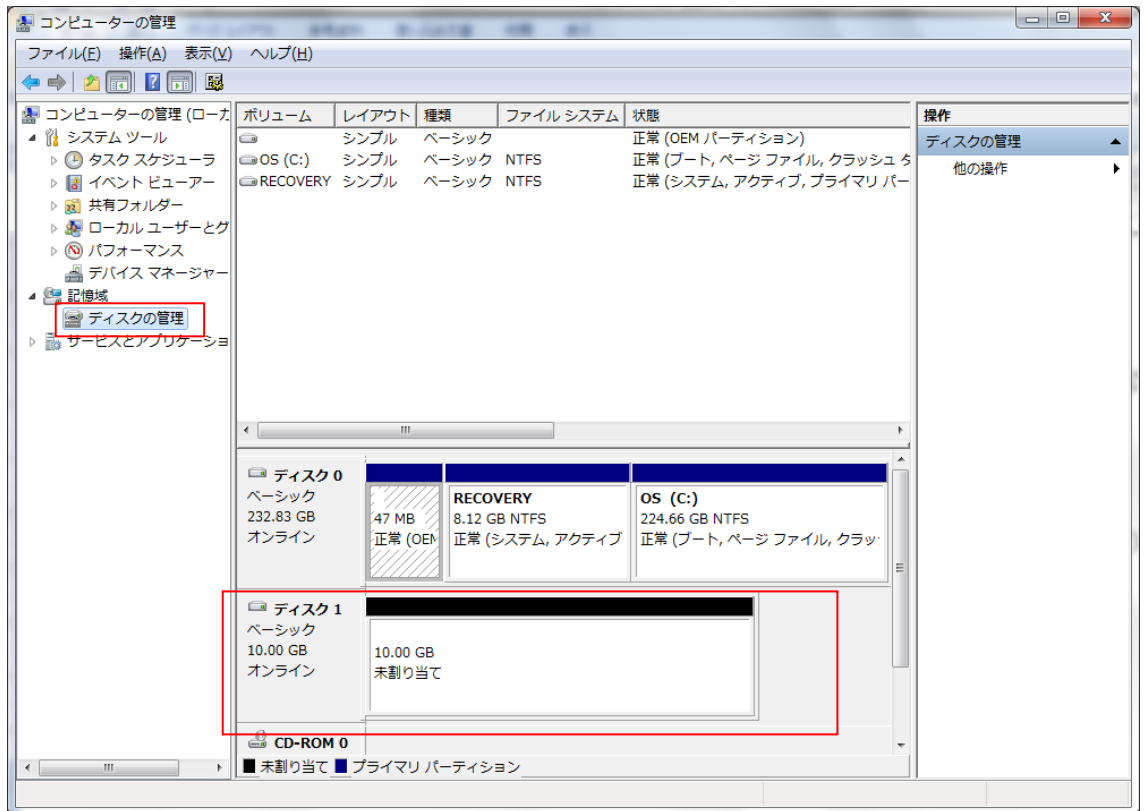 コンピューターの管理
ファイル(F) 操作(A) 表示(V) ヘルプ(H)
コンピューターの管理 (ローカ
システム ツール
タスク スケジューラ
イベント ビューアー
共有フォルダー
ローカル ユーザーとグ
パフォーマンス
デバイス マネージャー
記憶域
ディスクの管理
サービスとアプリケーショ
ボリューム レイアウト 種類 ファイル システム 状態
シンプル ベーシック 正常 (OEM パーティション)
OS (C:) シンプル ベーシック NTFS 正常 (ブート, ページ ファイル, クラッシュ ダ
RECOVERY シンプル ベーシック NTFS 正常 (システム, アクティブ, プライマリ パー
ディスク 0
ベーシック
232.83 GB
オンライン
47 MB
正常 (OEM
RECOVERY
8.12 GB NTFS
正常 (システム, アクティブ
OS (C:)
224.66 GB NTFS
正常 (ブート, ページ ファイル, クラッシ
ディスク 1
ベーシック
10.00 GB
オンライン
10.00 GB
未割り当て
CD-ROM 0
未割り当て プライマリ パーティション
操作
ディスクの管理
他の操作